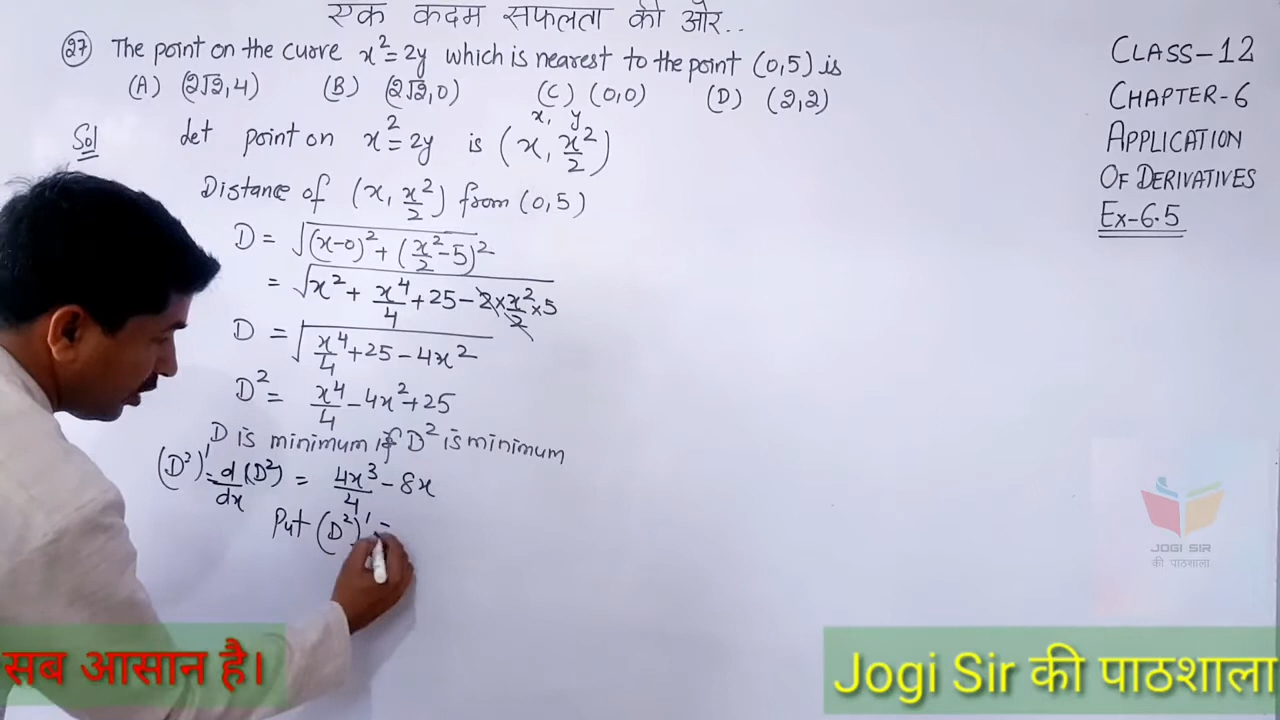 एक कदम सफलता की ओर..
(27) The point on the curve x² = 2y which is nearest to the point (0,5) is
(A) (2√2, 4) (B) (2√2, 0) (C) (0,0) (D) (2,2)
Sol Let point on x² = 2y is (x, x²/2)
x, y
Distance of (x, x²/2) from (0,5)
D = √((x-0)² + (x²/2 - 5)²)
= √(x² + x⁴/4 + 25 - 2 × x²/2 × 5)
D = √(x⁴/4 + 25 - 4x²)
D² = x⁴/4 - 4x² + 25
D is minimum if D² is minimum
(D²)' = d/dx (D²) = 4x³/4 - 8x
Put (D²)' =
CLASS-12
CHAPTER-6
APPLICATION
OF DERIVATIVES
Ex-6.5
JOGI SIR
की पाठशाला
सब आसान है।
Jogi Sir की पाठशाला